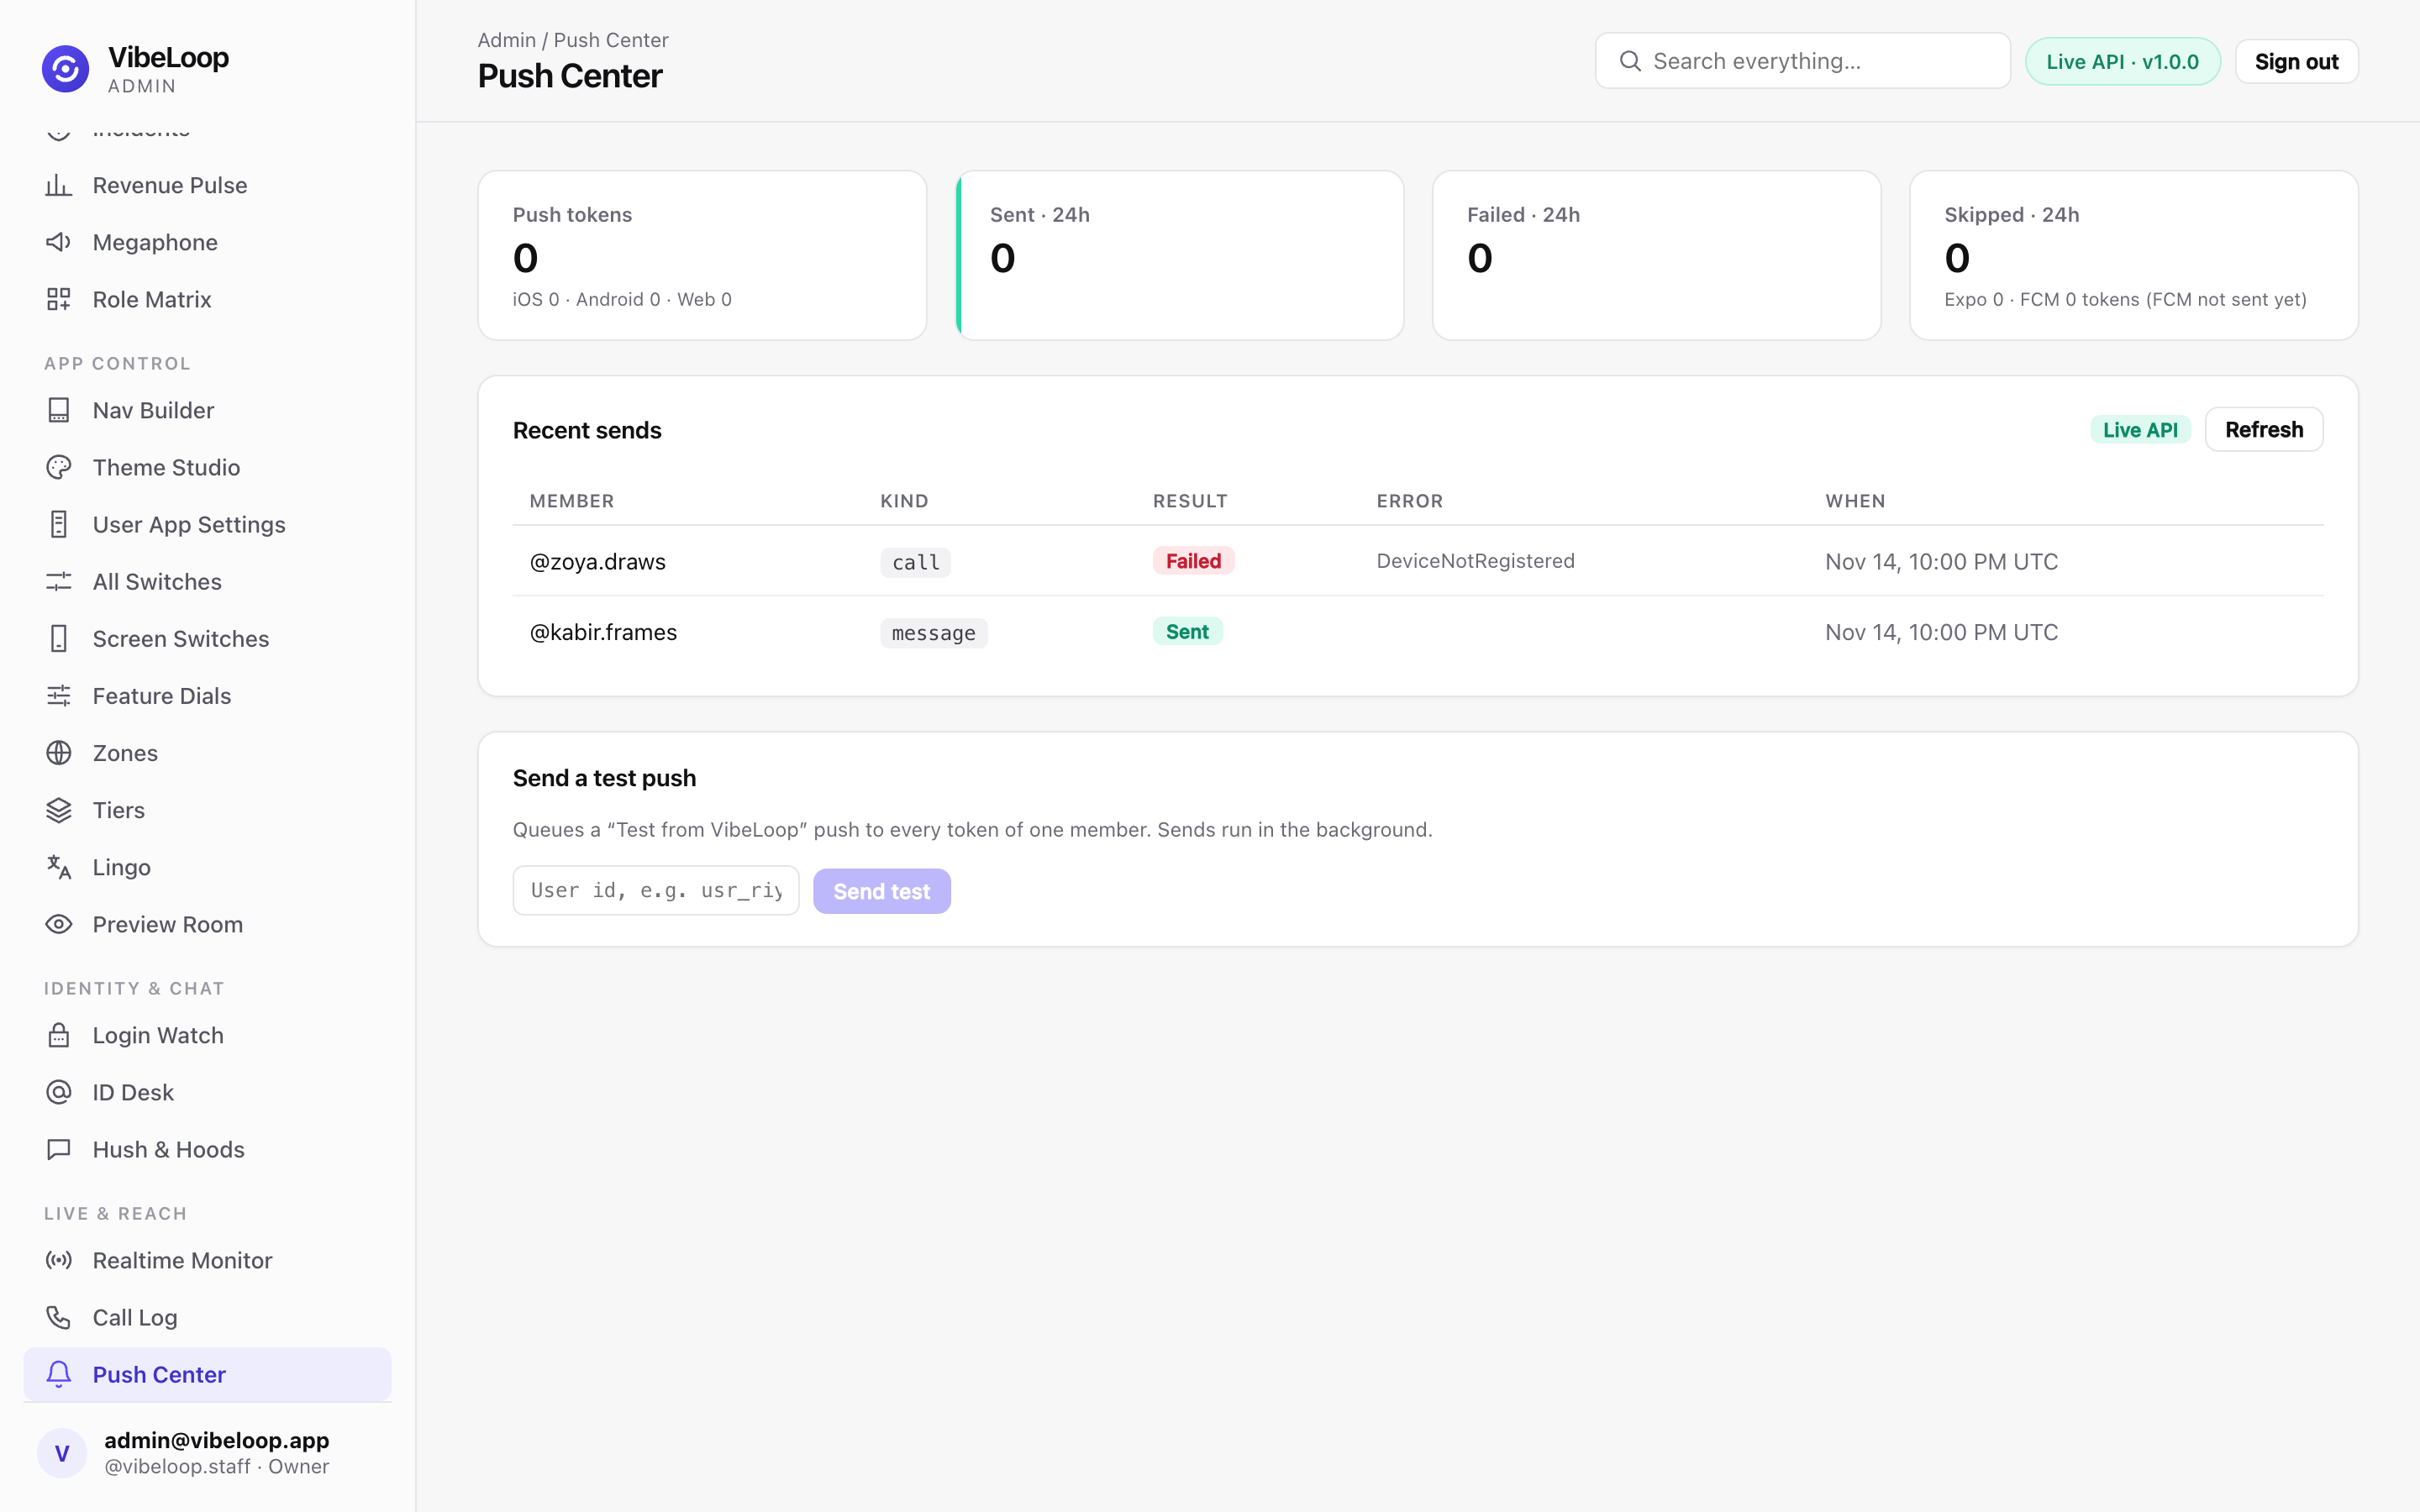 VibeLoop
ADMIN
Incidents
Revenue Pulse
Megaphone
Role Matrix
APP CONTROL
Nav Builder
Theme Studio
User App Settings
All Switches
Screen Switches
Feature Dials
Zones
Tiers
Lingo
Preview Room
IDENTITY & CHAT
Login Watch
ID Desk
Hush & Hoods
LIVE & REACH
Realtime Monitor
Call Log
Push Center
V
admin@vibeloop.app
@vibeloop.staff · Owner
Admin / Push Center
Push Center
Search everything...
Live API · v1.0.0
Sign out
Push tokens
0
iOS 0 · Android 0 · Web 0
Sent · 24h
0
Failed · 24h
0
Skipped · 24h
0
Expo 0 · FCM 0 tokens (FCM not sent yet)
Recent sends
Live API
Refresh
MEMBER KIND RESULT ERROR WHEN
@zoya.draws call Failed DeviceNotRegistered Nov 14, 10:00 PM UTC
@kabir.frames message Sent Nov 14, 10:00 PM UTC
Send a test push
Queues a “Test from VibeLoop” push to every token of one member. Sends run in the background.
User id, e.g. usr_riy
Send test